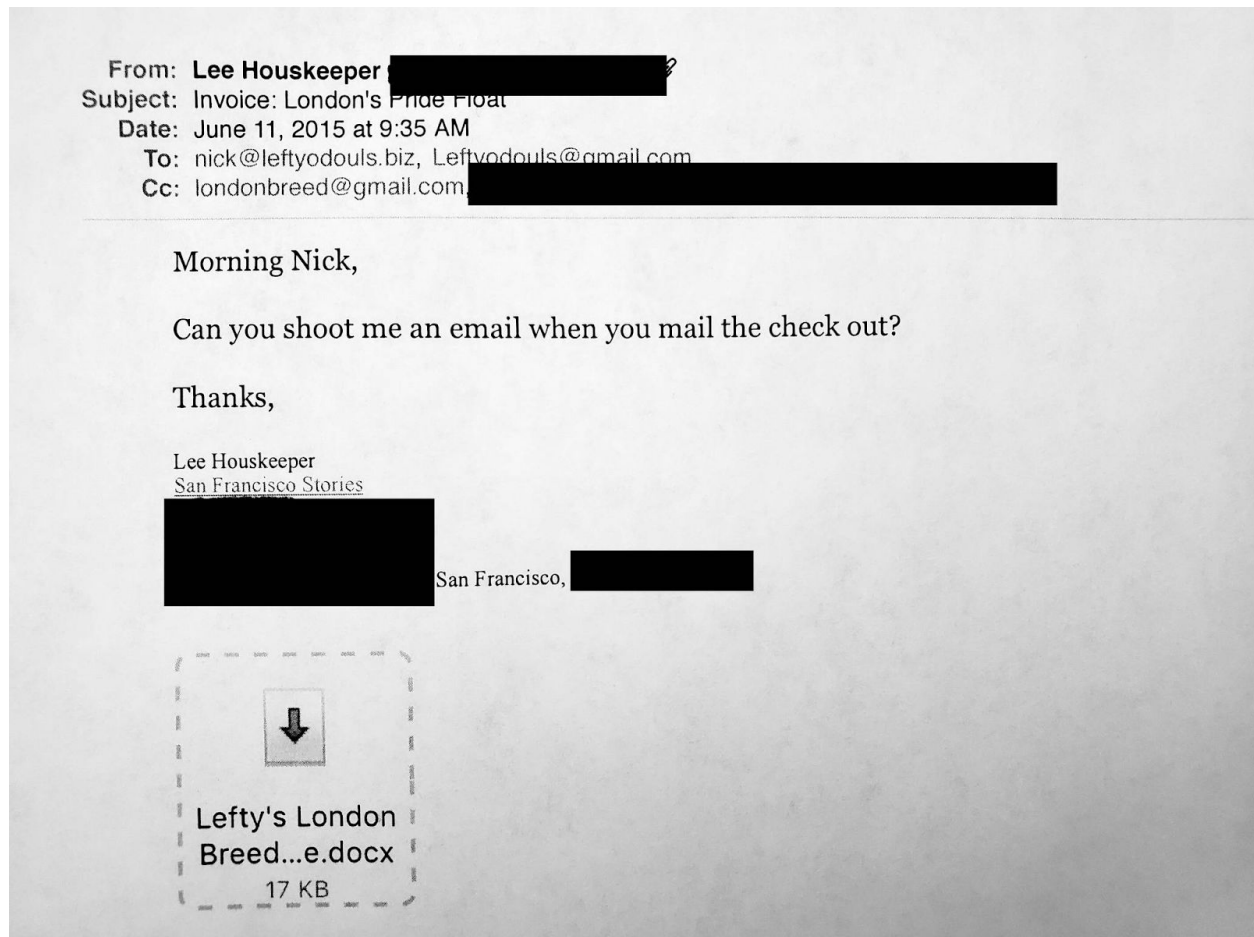 From: Lee Houskeeper
Subject: Invoice: London's Pride Float
Date: June 11, 2015 at 9:35 AM
To: nick@leftyodouls.biz, Leftyodouls@gmail.com
Cc: londonbreed@gmail.com,
Morning Nick,
Can you shoot me an email when you mail the check out?
Thanks,
Lee Houskeeper
San Francisco Stories
San Francisco,
Lefty's London
Breed...e.docx
17 KB